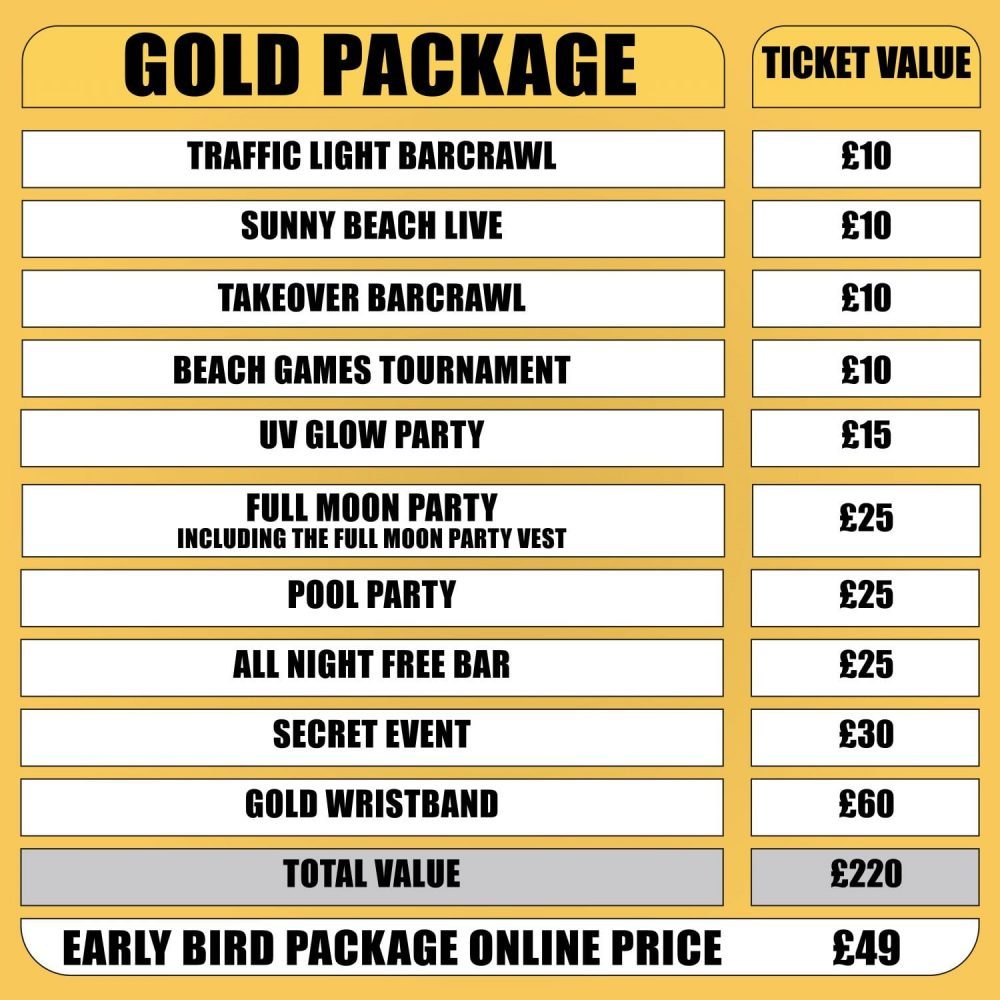 GOLD PACKAGE TICKET VALUE
TRAFFIC LIGHT BARCRAWL £10
SUNNY BEACH LIVE £10
TAKEOVER BARCRAWL £10
BEACH GAMES TOURNAMENT £10
UV GLOW PARTY £15
FULL MOON PARTY £25
INCLUDING THE FULL MOON PARTY VEST
POOL PARTY £25
ALL NIGHT FREE BAR £25
SECRET EVENT £30
GOLD WRISTBAND £60
TOTAL VALUE £220
EARLY BIRD PACKAGE ONLINE PRICE £49